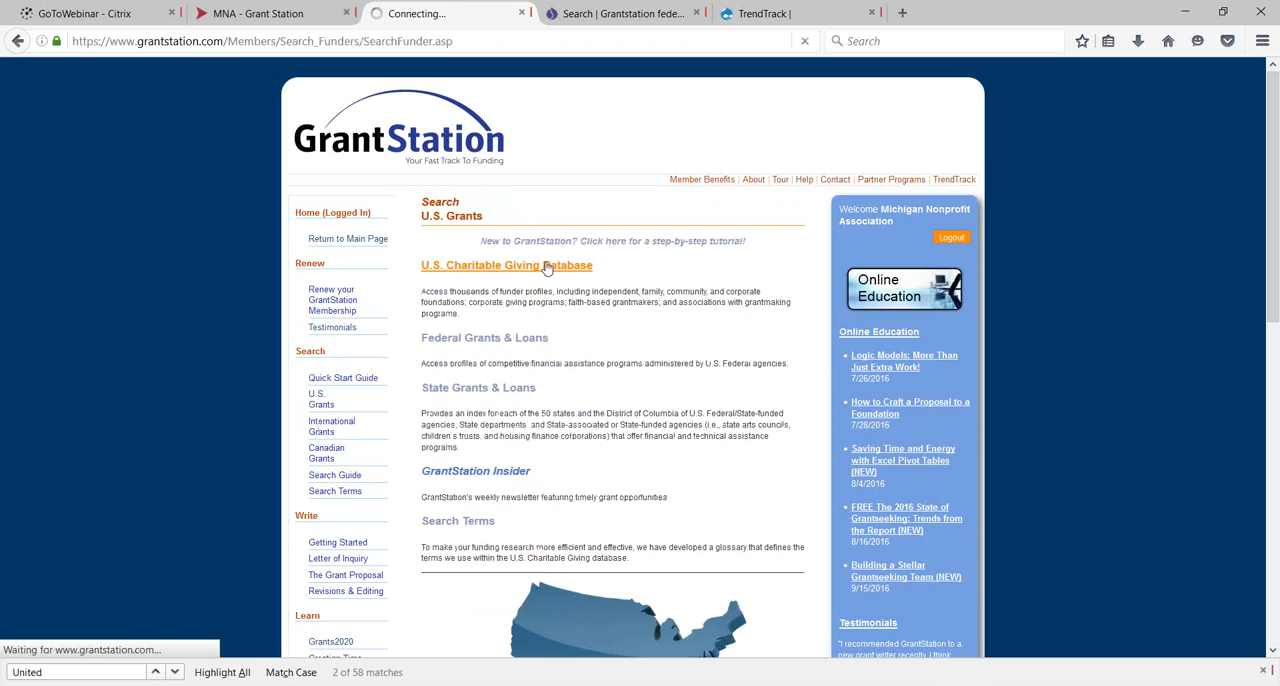 GoToWebinar - Citrix
MNA - Grant Station
Connecting...
Search | Grantstation fede...
TrendTrack |
https://www.grantstation.com/Members/Search_Funders/SearchFunder.asp
Search
GrantStation
Your Fast Track To Funding
Member Benefits | About | Tour | Help | Contact | Partner Programs | TrendTrack
Home (Logged In)
Return to Main Page
Renew
Renew your
GrantStation
Membership
Testimonials
Search
Quick Start Guide
U.S.
Grants
International
Grants
Canadian
Grants
Search Guide
Search Terms
Write
Getting Started
Letter of Inquiry
The Grant Proposal
Revisions & Editing
Learn
Grants2020
Search
U.S. Grants
New to GrantStation? Click here for a step-by-step tutorial!
U.S. Charitable Giving Database
Access thousands of funder profiles, including independent, family, community, and corporate
foundations; corporate giving programs; faith-based grantmakers; and associations with grantmaking
programs.
Federal Grants & Loans
Access profiles of competitive financial assistance programs administered by U.S. Federal agencies.
State Grants & Loans
Provides an index for each of the 50 states and the District of Columbia of U.S. Federal/State-funded
agencies, State departments and State-associated or State-funded agencies (i.e., state arts councils,
children s trusts, and housing finance corporations) that offer financial and technical assistance
programs.
GrantStation Insider
GrantStation's weekly newsletter featuring timely grant opportunities
Search Terms
To make your funding research more efficient and effective, we have developed a glossary that defines the
terms we use within the U.S. Charitable Giving database.
Welcome Michigan Nonprofit
Association
Logout
Online
Education
Online Education
• Logic Models: More Than
Just Extra Work!
7/26/2016
• How to Craft a Proposal to a
Foundation
7/28/2016
• Saving Time and Energy
with Excel Pivot Tables
(NEW)
8/4/2016
• FREE The 2016 State of
Grantseeking: Trends from
the Report (NEW)
8/16/2016
• Building a Stellar
Grantseeking Team (NEW)
9/15/2016
Testimonials
"I recommended GrantStation to a
new grant writer recently. I think
Waiting for www.grantstation.com...
United
Highlight All
Match Case
2 of 58 matches